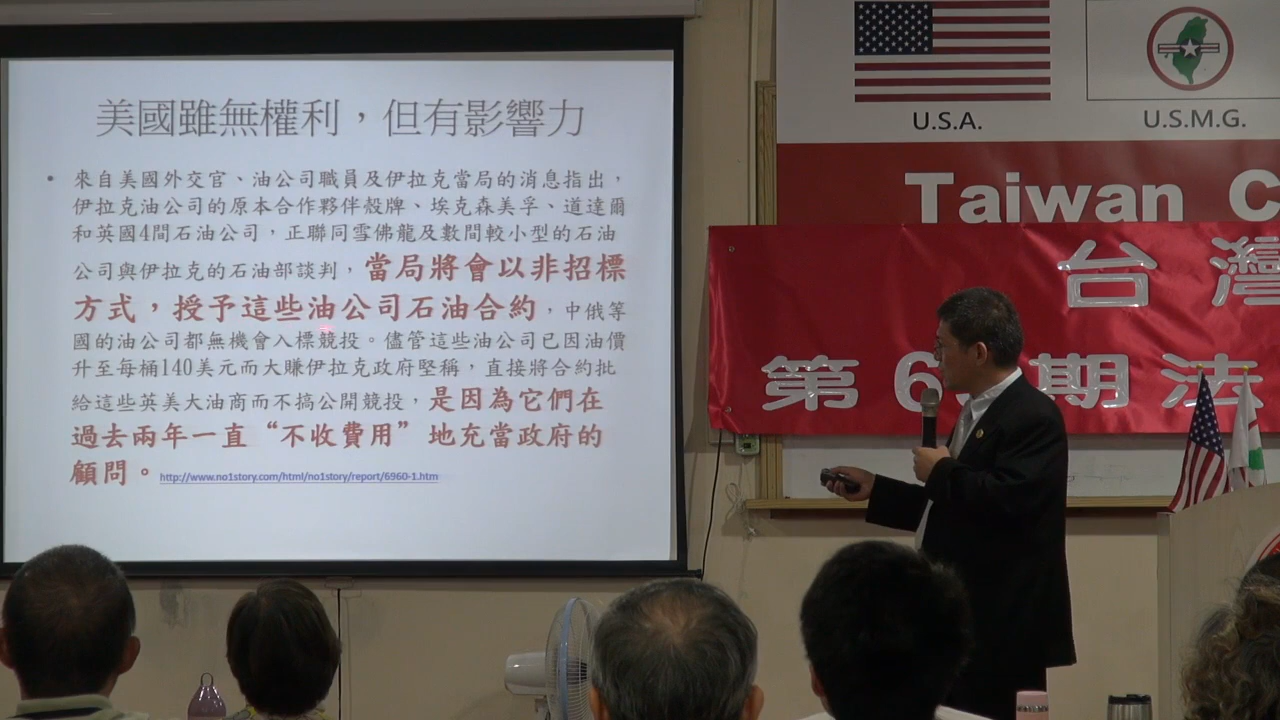 美國雖無權利，但有影響力
• 來自美國外交官、油公司職員及伊拉克當局的消息指出，
伊拉克油公司的原本合作夥伴殼牌、埃克森美孚、道達爾
和英國4間石油公司，正聯同雪佛龍及數間較小型的石油
公司與伊拉克的石油部談判，當局將會以非招標
方式，授予這些油公司石油合約，中俄等
國的油公司都無機會入標競投。儘管這些油公司已因油價
升至每桶140美元而大賺伊拉克政府堅稱，直接將合約批
給這些英美大油商而不搞公開競投，是因為它們在
過去兩年一直“不收費用”地充當政府的
顧問。http://www.no1story.com/html/no1story/report/6960-1.htm
U.S.A.
U.S.M.G.
Taiwan C
台灣
第6 期法